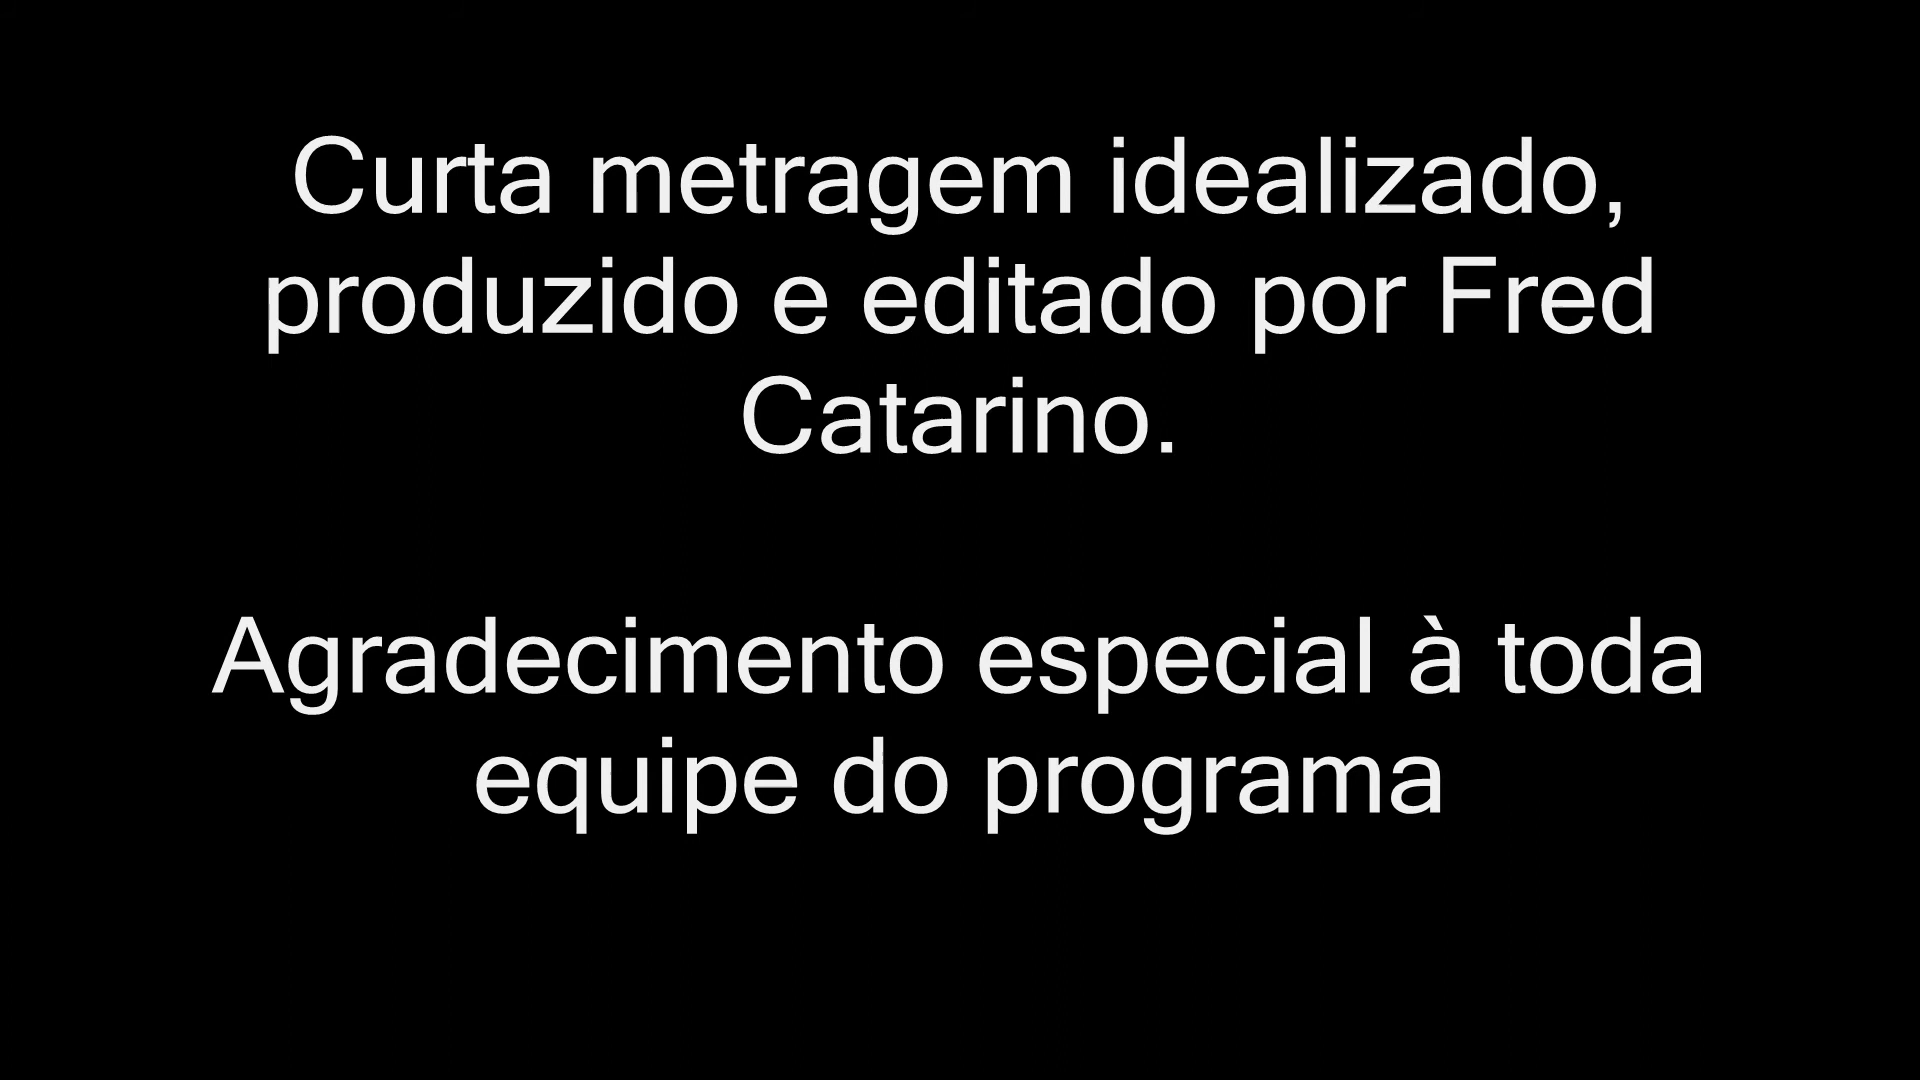 Curta metragem idealizado,
produzido e editado por Fred
Catarino.
Agradecimento especial à toda
equipe do programa